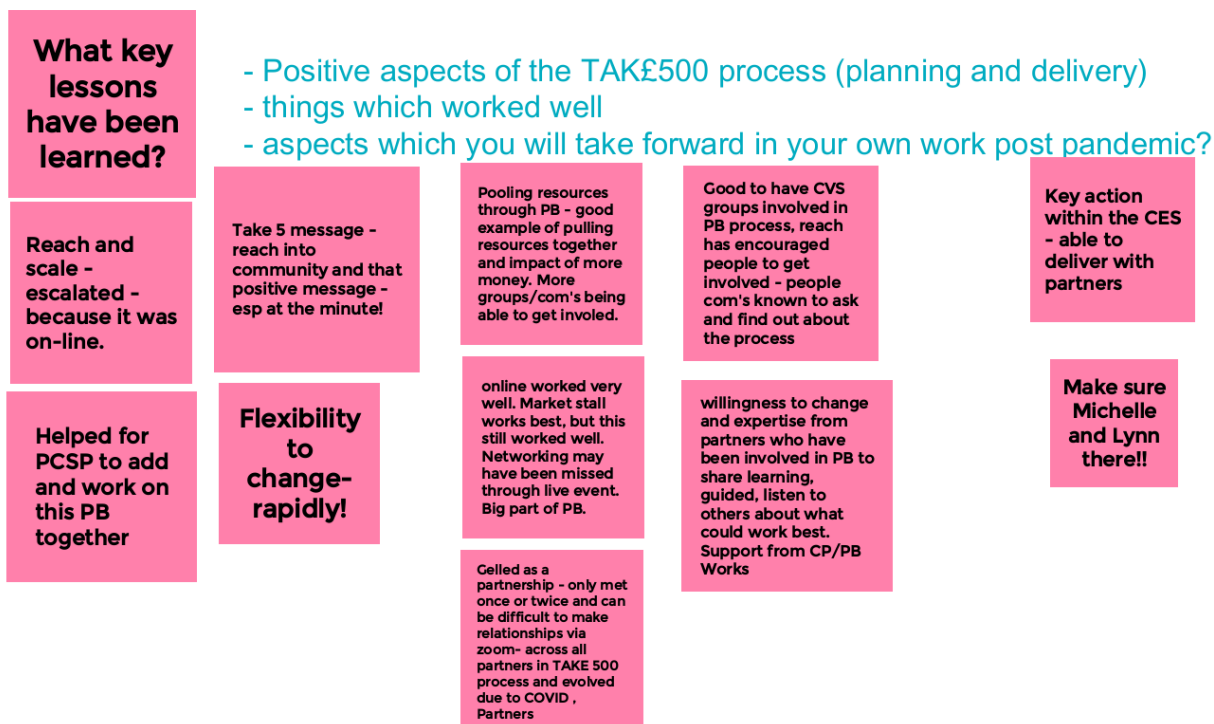 What key
lessons
have been
learned?
- Positive aspects of the TAK£500 process (planning and delivery)
- things which worked well
- aspects which you will take forward in your own work post pandemic?
Reach and
scale -
escalated -
because it was
on-line.
Helped for
PCSP to add
and work on
this PB
together
Take 5 message -
reach into
community and that
positive message -
esp at the minute!
Flexibility
to
change-
rapidly!
Pooling resources
through PB - good
example of pulling
resources together
and impact of more
money. More
groups/com's being
able to get involed.
online worked very
well. Market stall
works best, but this
still worked well.
Networking may
have been missed
through live event.
Big part of PB.
Gelled as a
partnership - only met
once or twice and can
be difficult to make
relationships via
zoom- across all
partners in TAKE 500
process and evolved
due to COVID ,
Partners
Good to have CVS
groups involved in
PB process, reach
has encouraged
people to get
involved - people
com's known to ask
and find out about
the process
willingness to change
and expertise from
partners who have
been involved in PB to
share learning,
guided, listen to
others about what
could work best.
Support from CP/PB
Works
Key action
within the CES
- able to
deliver with
partners
Make sure
Michelle
and Lynn
there!!